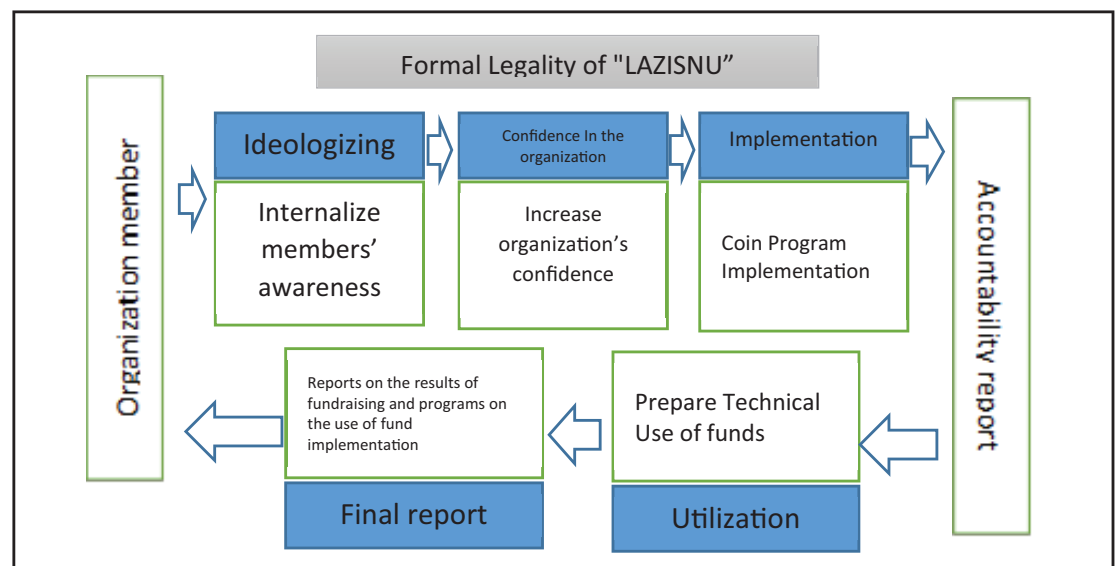 Formal Legality of "LAZISNU”
Organization member
Ideologizing
Internalize
members’
awareness
Confidence In the
organization
Increase
organization’s
confidence
Implementation
Coin Program
Implementation
Accountability report
Prepare Technical
Use of funds
Utilization
Reports on the results of
fundraising and programs on
the use of fund
implementation
Final report